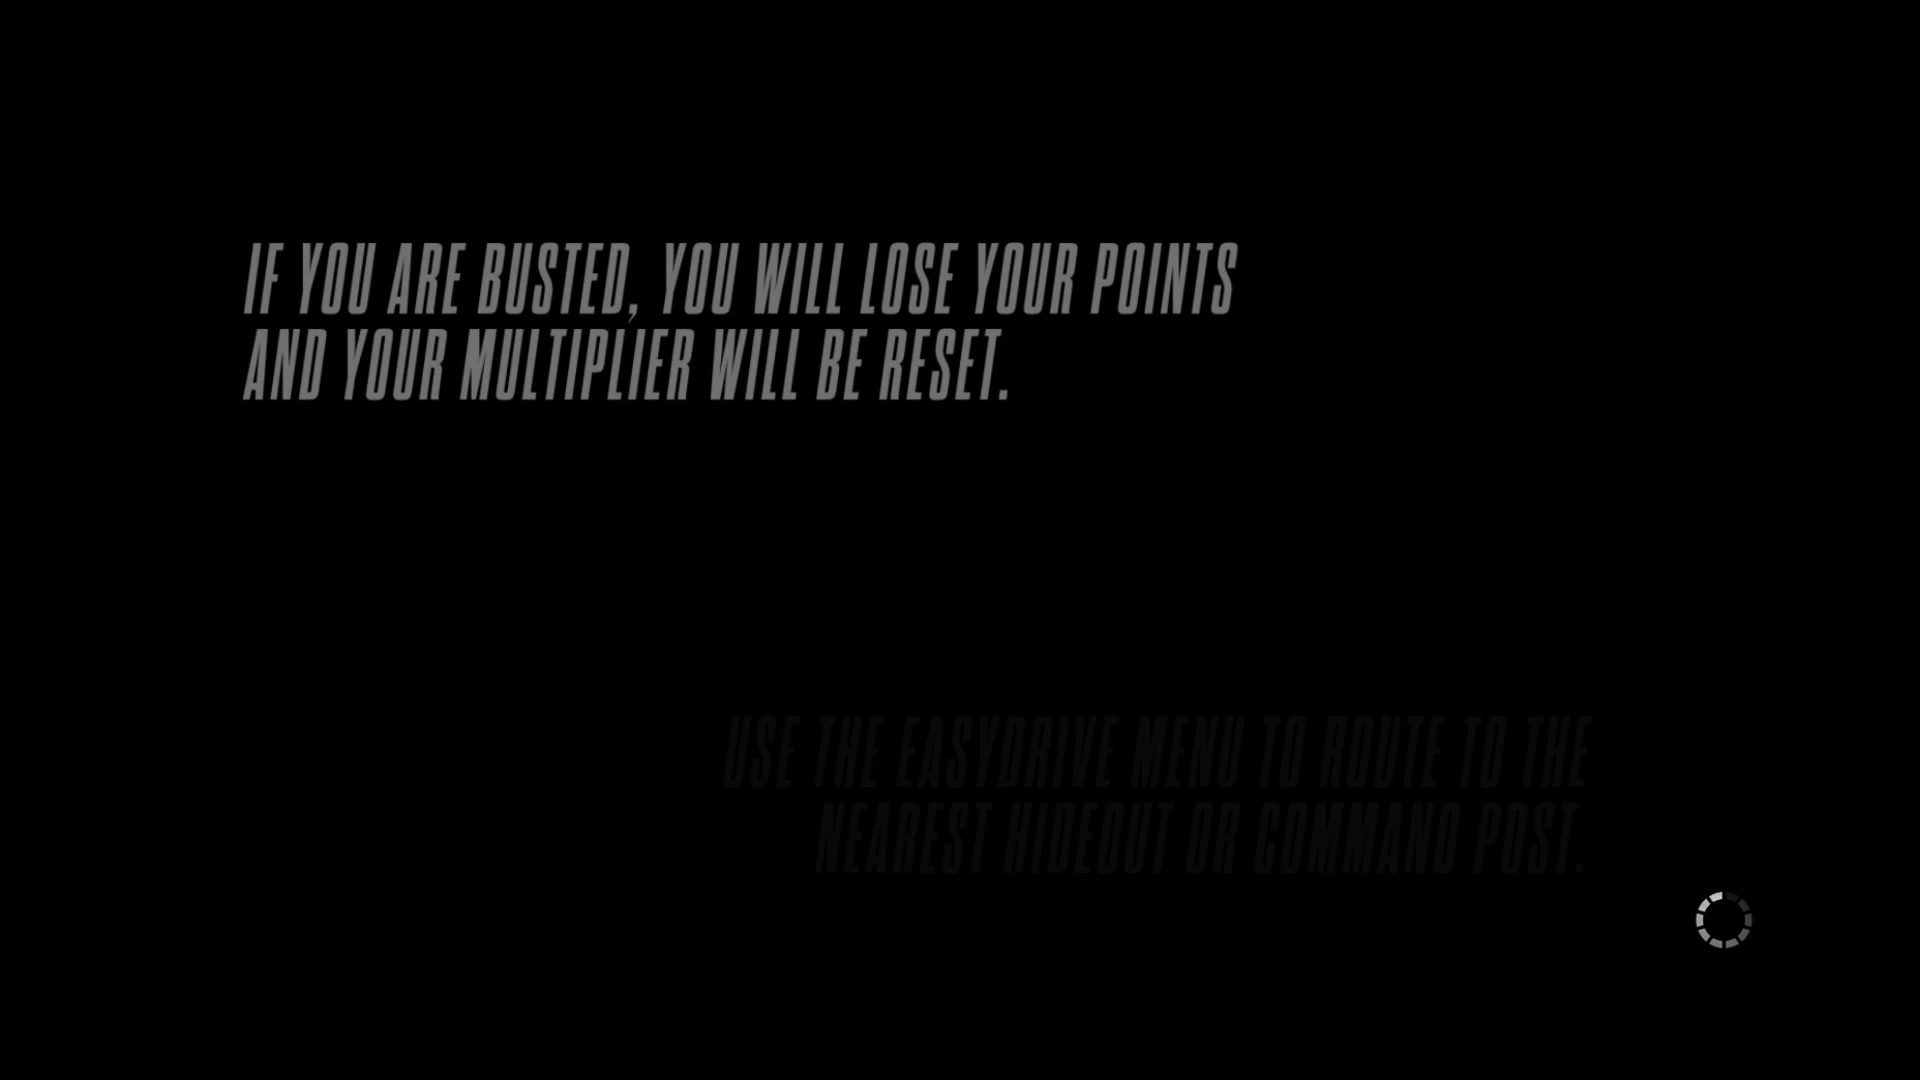 IF YOU ARE BUSTED, YOU WILL LOSE YOUR POINTS
AND YOUR MULTIPLIER WILL BE RESET.
USE THE EASYDRIVE MENU TO ROUTE TO THE
NEAREST HIDEOUT OR COMMAND POST.